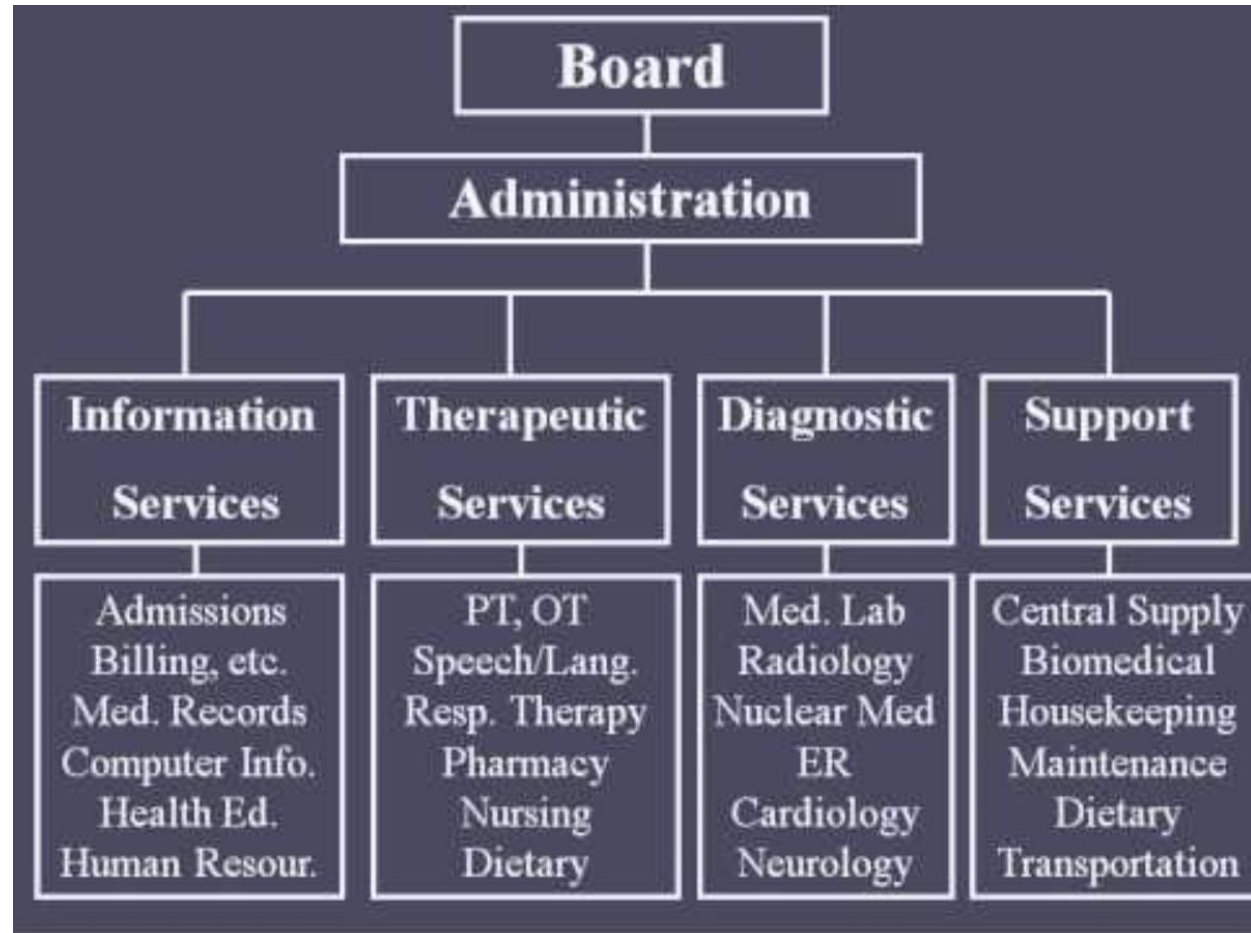 Board
Administration
Information
Services
Therapeutic
Services
Diagnostic
Services
Support
Services
Admissions
Billing, etc.
Med. Records
Computer Info.
Health Ed.
Human Resour.
PT, OT
Speech/Lang.
Resp. Therapy
Pharmacy
Nursing
Dietary
Med. Lab
Radiology
Nuclear Med
ER
Cardiology
Neurology
Central Supply
Biomedical
Housekeeping
Maintenance
Dietary
Transportation